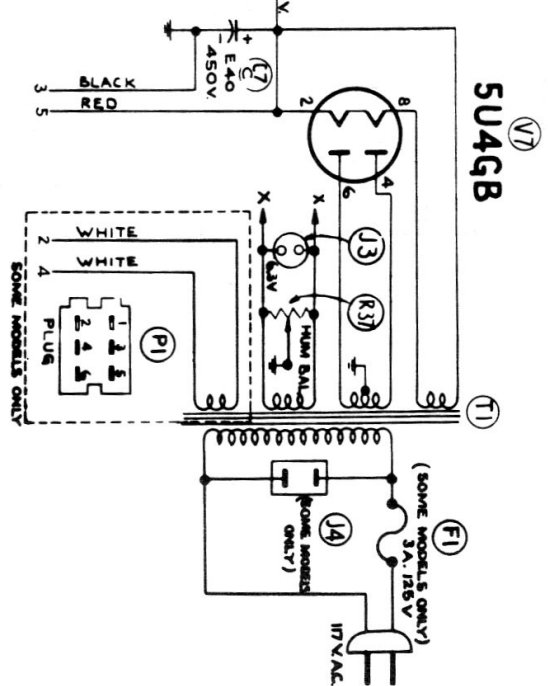 V.
+ E.40
- 450V.
C7
C
BLACK
3
RED
5
V7
5U4GB
2
8
4
6
X
X
J3
6.3V
R37
HUM BAL
WHITE
2
WHITE
4
P1
1 3 5
2 4 6
PLUG
SOME MODELS ONLY
T1
F1
(SOME MODELS ONLY)
3A. 125V
J4
(SOME MODELS
ONLY)
117V.AC.